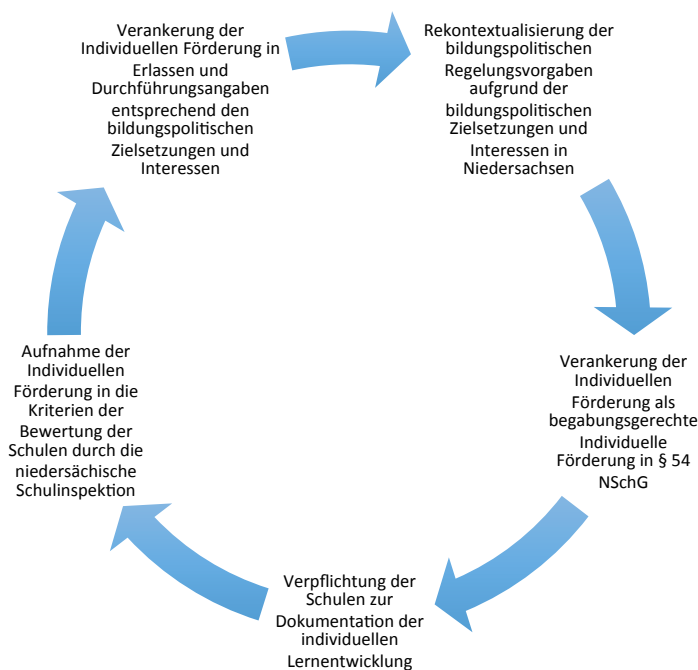 Verankerung der
Individuellen Förderung in
Erlassen und
Durchführungsangaben
entsprechend den
bildungspolitischen
Zielsetzungen und
Interessen
Rekontextualisierung der
bildungspolitischen
Regelungsvorgaben
aufgrund der
bildungspolitischen
Zielsetzungen und
Interessen in
Niedersachsen
Verankerung der
Individuellen
Förderung als
begabungsgerechte
Individuelle
Förderung in § 54
NSchG
Verpflichtung der
Schulen zur
Dokumentation der
individuellen
Lernentwicklung
Aufnahme der
Individuellen
Förderung in die
Kriterien der
Bewertung der
Schulen durch die
niedersächische
Schulinspektion